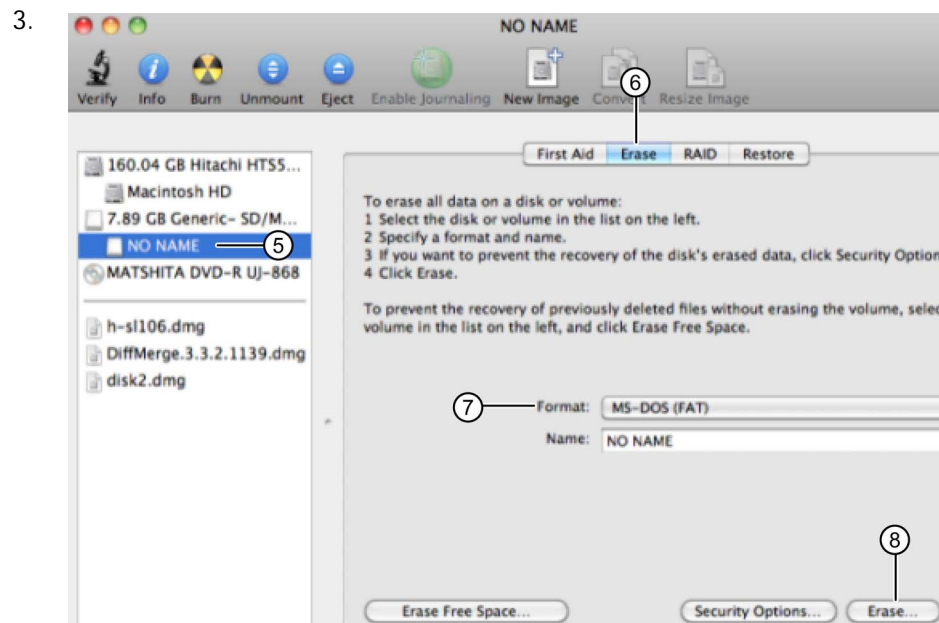 3.
NO NAME
Verify Info Burn Unmount Eject Enable Journaling New Image Convert Resize Image
6
First Aid Erase RAID Restore
160.04 GB Hitachi HTS5...
Macintosh HD
7.89 GB Generic- SD/M...
NO NAME 5
MATSHITA DVD-R UJ-868
h-sl106.dmg
DiffMerge.3.3.2.1139.dmg
disk2.dmg
To erase all data on a disk or volume:
1 Select the disk or volume in the list on the left.
2 Specify a format and name.
3 If you want to prevent the recovery of the disk's erased data, click Security Option
4 Click Erase.
To prevent the recovery of previously deleted files without erasing the volume, selec
volume in the list on the left, and click Erase Free Space.
7 Format: MS-DOS (FAT)
Name: NO NAME
8
Erase Free Space... Security Options... Erase...